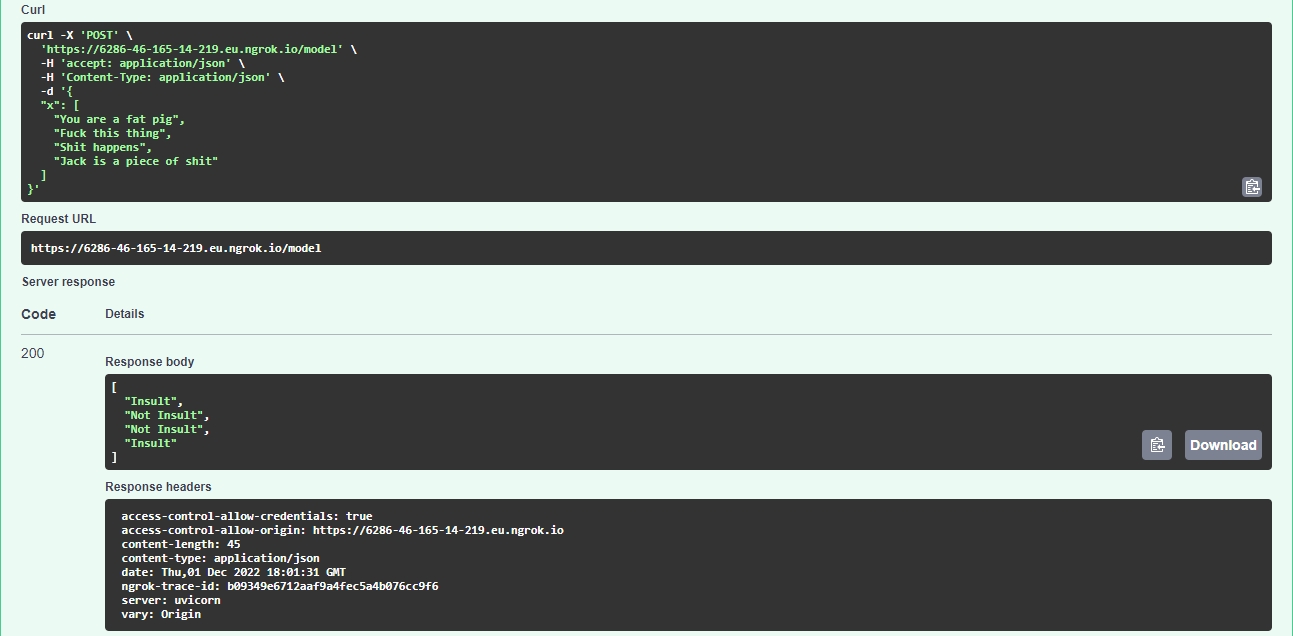 Curl
curl -X 'POST' \
'https://6286-46-165-14-219.eu.ngrok.io/model' \
-H 'accept: application/json' \
-H 'Content-Type: application/json' \
-d '{
"x": [
"You are a fat pig",
"Fuck this thing",
"Shit happens",
"Jack is a piece of shit"
]
}'
Request URL
https://6286-46-165-14-219.eu.ngrok.io/model
Server response
Code Details
200
Response body
[
"Insult",
"Not Insult",
"Not Insult",
"Insult"
]
Download
Response headers
access-control-allow-credentials: true
access-control-allow-origin: https://6286-46-165-14-219.eu.ngrok.io
content-length: 45
content-type: application/json
date: Thu,01 Dec 2022 18:01:31 GMT
ngrok-trace-id: b09349e6712aaf9a4fec5a4b076cc9f6
server: uvicorn
vary: Origin